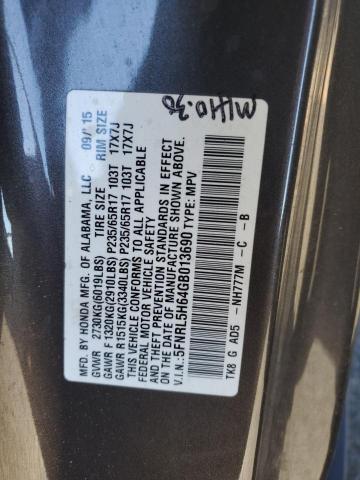 MFD. BY HONDA MFG. OF ALABAMA, LLC 09/ 15
TIRE SIZE RIM SIZE
GVWR 2730KG(6019LBS)
GAWR F 1320KG(2910LBS) P235/65R17 103T 17X7J
GAWR R1515KG(3340LBS) P235/65R17 103T 17X7J
THIS VEHICLE CONFORMS TO ALL APPLICABLE
FEDERAL MOTOR VEHICLE SAFETY
AND THEFT PREVENTION STANDARDS IN EFFECT
ON THE DATE OF MANUFACTURE SHOWN ABOVE.
V.I.N.:5FNRL5H64GB013690 TYPE: MPV
TK8 G AD5 -NH777M -C -B